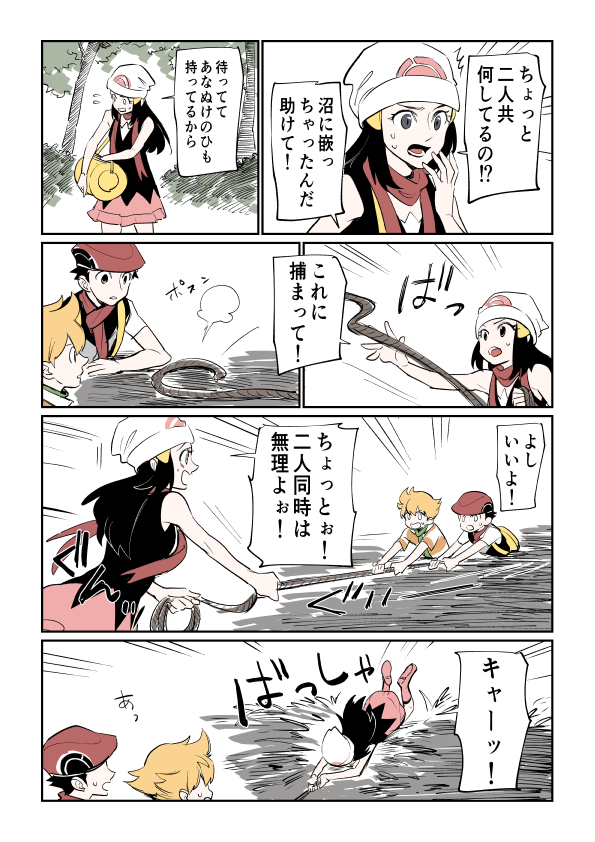 ちょっと
二人共
何してるの!?
沼に嵌っ
ちゃったんだ
助けて！
待ってて
あなぬけのひも
持ってるから
ばっ
これに
捕まって！
ポスン
よし
いいよ！
ちょっとぉ！
二人同時は
無理よぉ！
ぐぐん
ぐい
キャーッ！
ばっしゃ
あっ